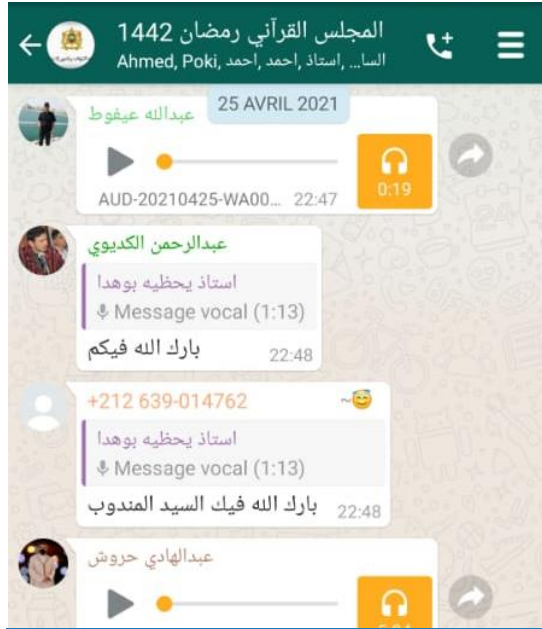 المجلس القرآني رمضان 1442
Ahmed, Poki, احمد, احمد, استاذ, السا...
25 AVRIL 2021
عبدالله عيفوط
AUD-20210425-WA00... 22:47
0:19
عبدالرحمن الكديوي
استاذ يحظيه بوهدا
Message vocal (1:13)
بارك الله فيكم
22:48
+212 639-014762 ~😇
استاذ يحظيه بوهدا
Message vocal (1:13)
بارك الله فيك السيد المندوب
22:48
عبدالهادي حروش